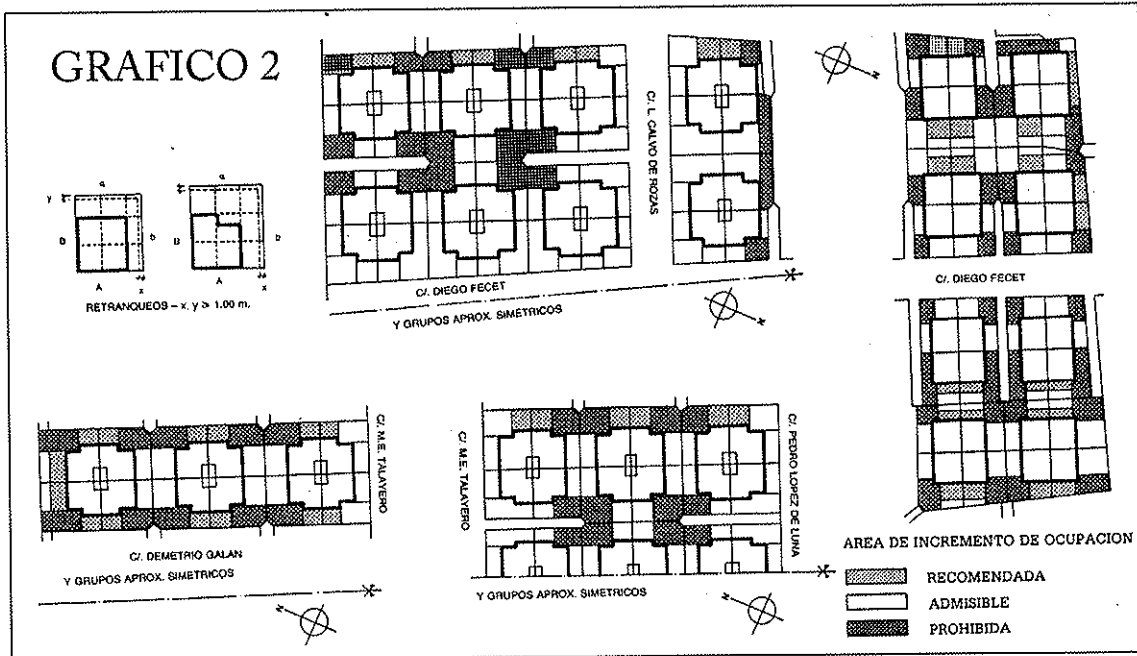 GRAFICO 2
C/. L. CALVO DE ROZAS
C/. DIEGO FECET
Y GRUPOS APROX. SIMETRICOS
N
a
y
B
b
A
x
a
B
b
A
x
RETRANQUEOS – x, y ≥ 1.00 m.
N
C/. DIEGO FECET
C/. M.E. TALAYERO
C/. DEMETRIO GALAN
Y GRUPOS APROX. SIMETRICOS
N
C/. M.E. TALAYERO
C/. PEDRO LOPEZ DE LUNA
Y GRUPOS APROX. SIMETRICOS
N
AREA DE INCREMENTO DE OCUPACION
RECOMENDADA
ADMISIBLE
PROHIBIDA